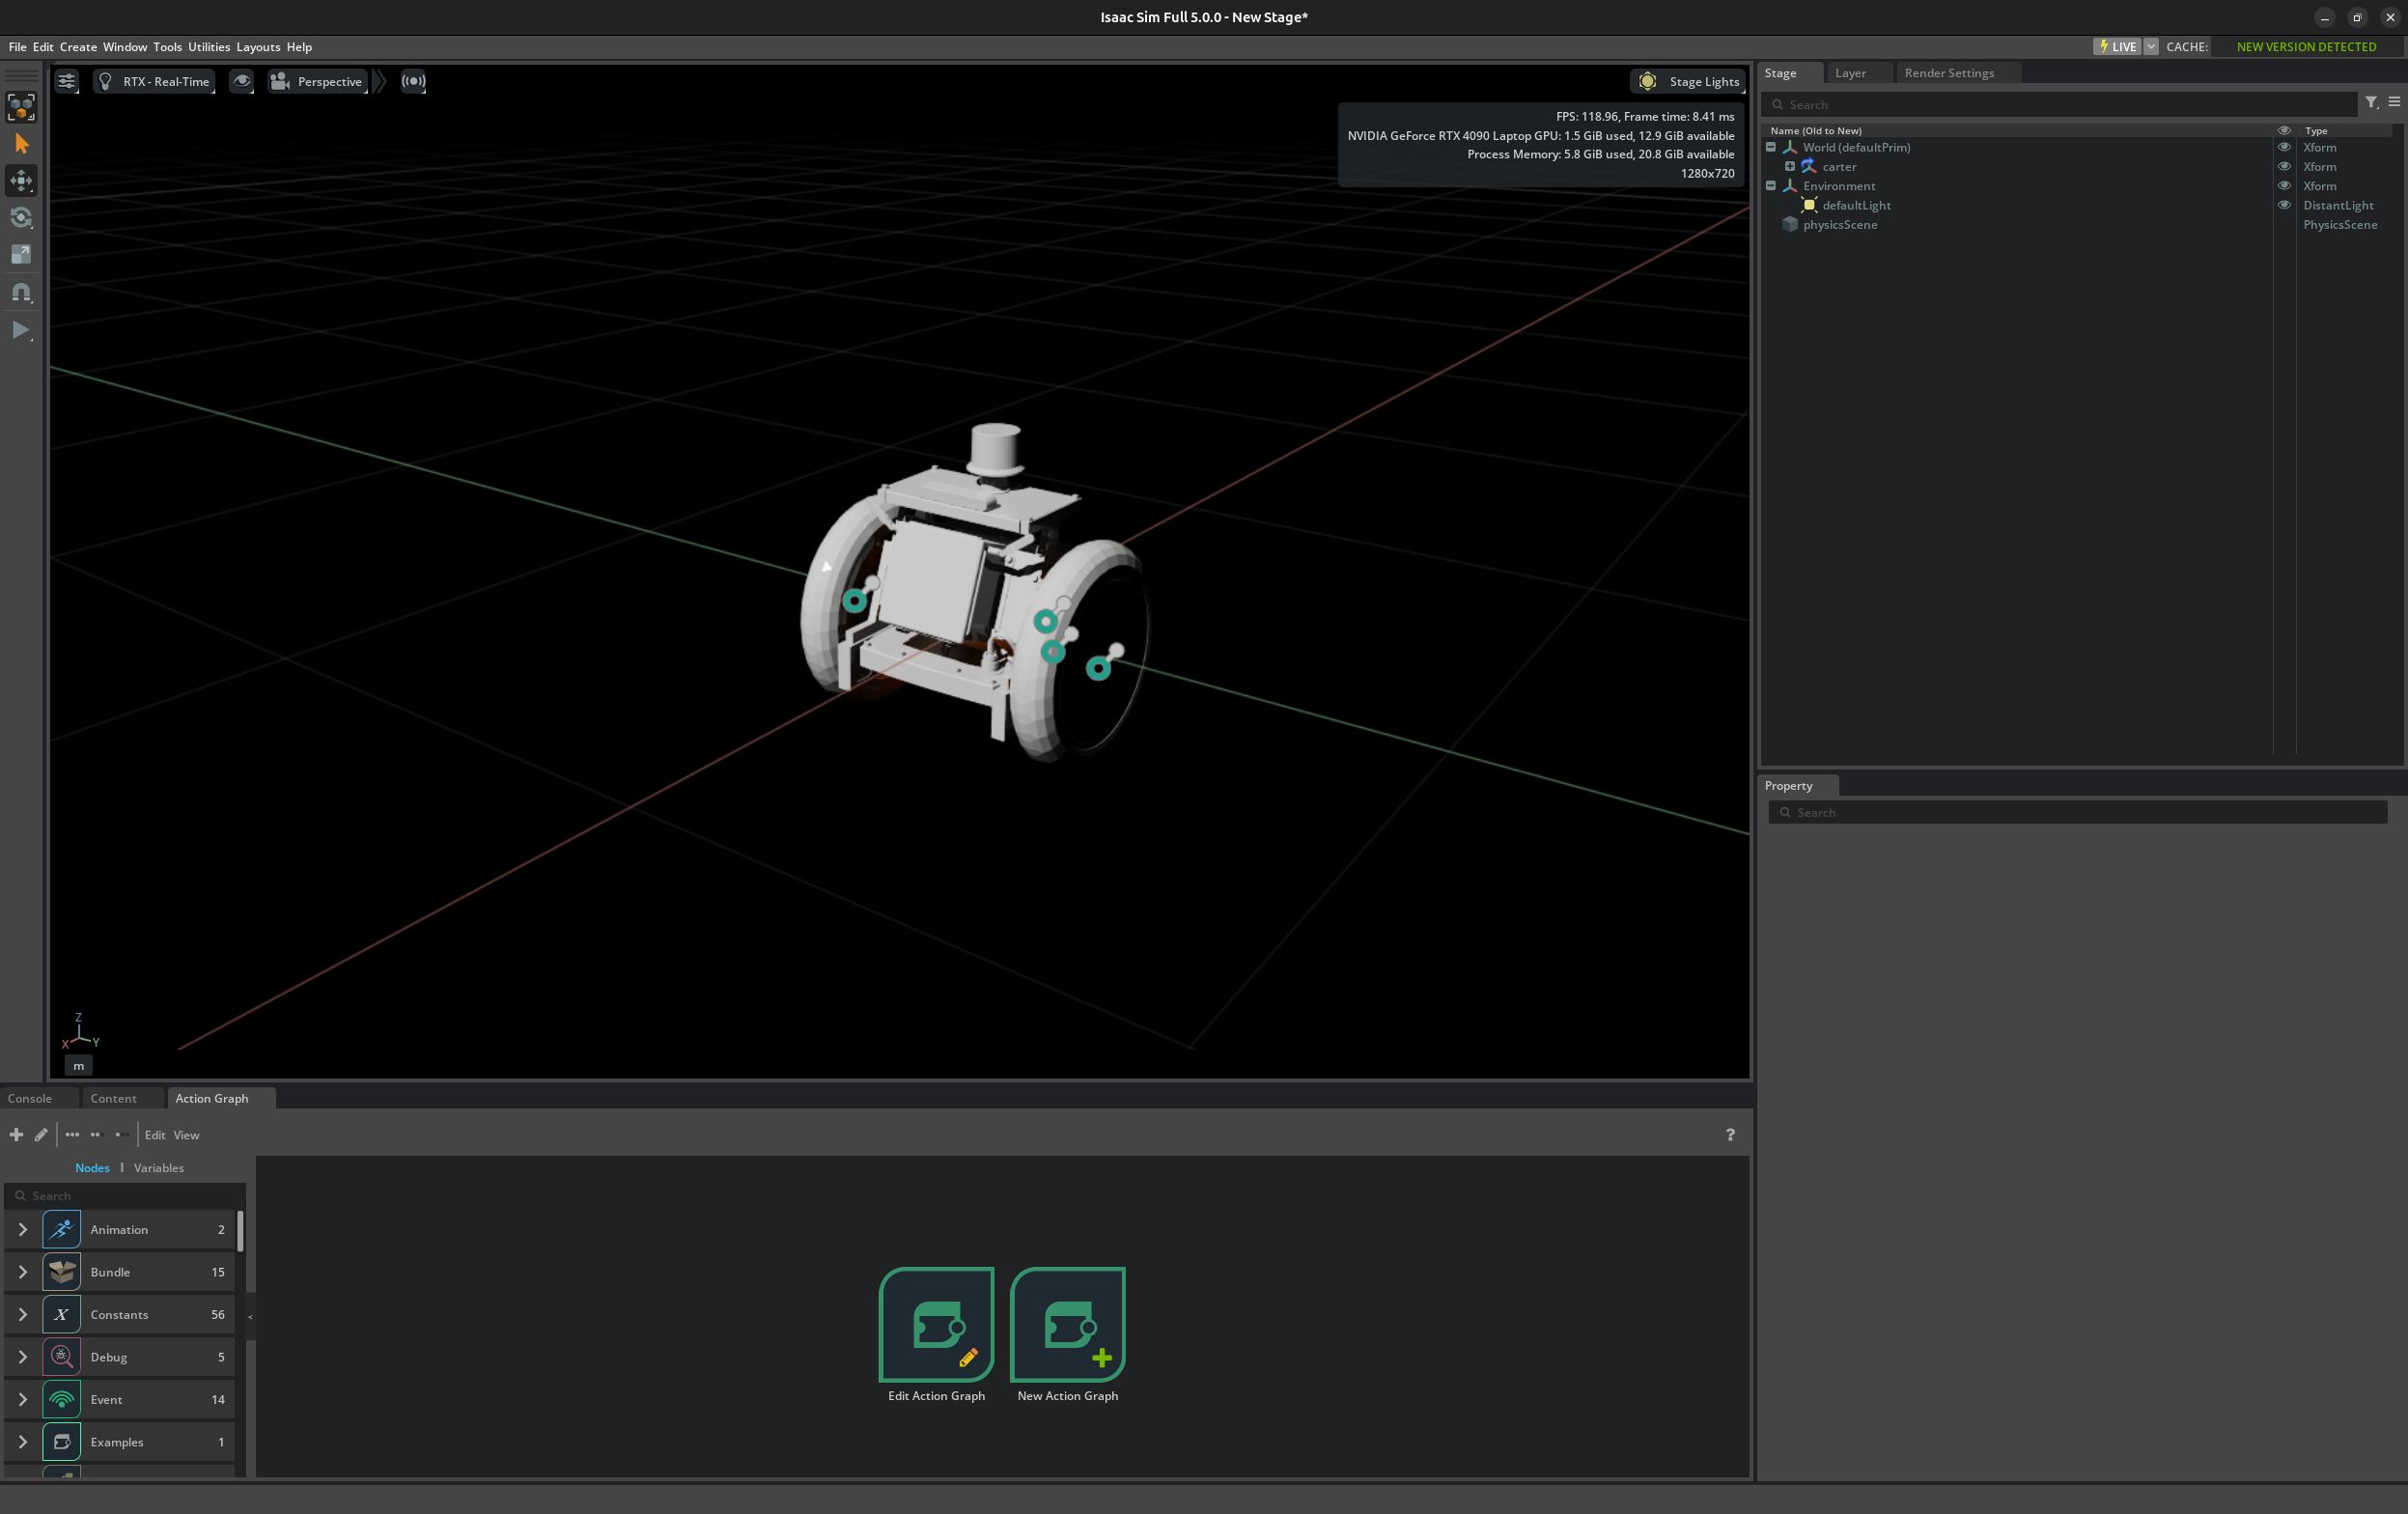 Isaac Sim Full 5.0.0 - New Stage*
File Edit Create Window Tools Utilities Layouts Help
LIVE CACHE: NEW VERSION DETECTED
RTX - Real-Time
Perspective
Stage Lights
FPS: 118.96, Frame time: 8.41 ms
NVIDIA GeForce RTX 4090 Laptop GPU: 1.5 GiB used, 12.9 GiB available
Process Memory: 5.8 GiB used, 20.8 GiB available
1280x720
Z
X
Y
m
Stage Layer Render Settings
Search
Name (Old to New) Type
World (defaultPrim) Xform
carter Xform
Environment Xform
defaultLight DistantLight
physicsScene PhysicsScene
Property
Search
Console Content Action Graph
Edit View ?
Nodes Variables
Search
Animation 2
Bundle 15
X Constants 56
Debug 5
Event 14
Examples 1
<
Edit Action Graph
New Action Graph